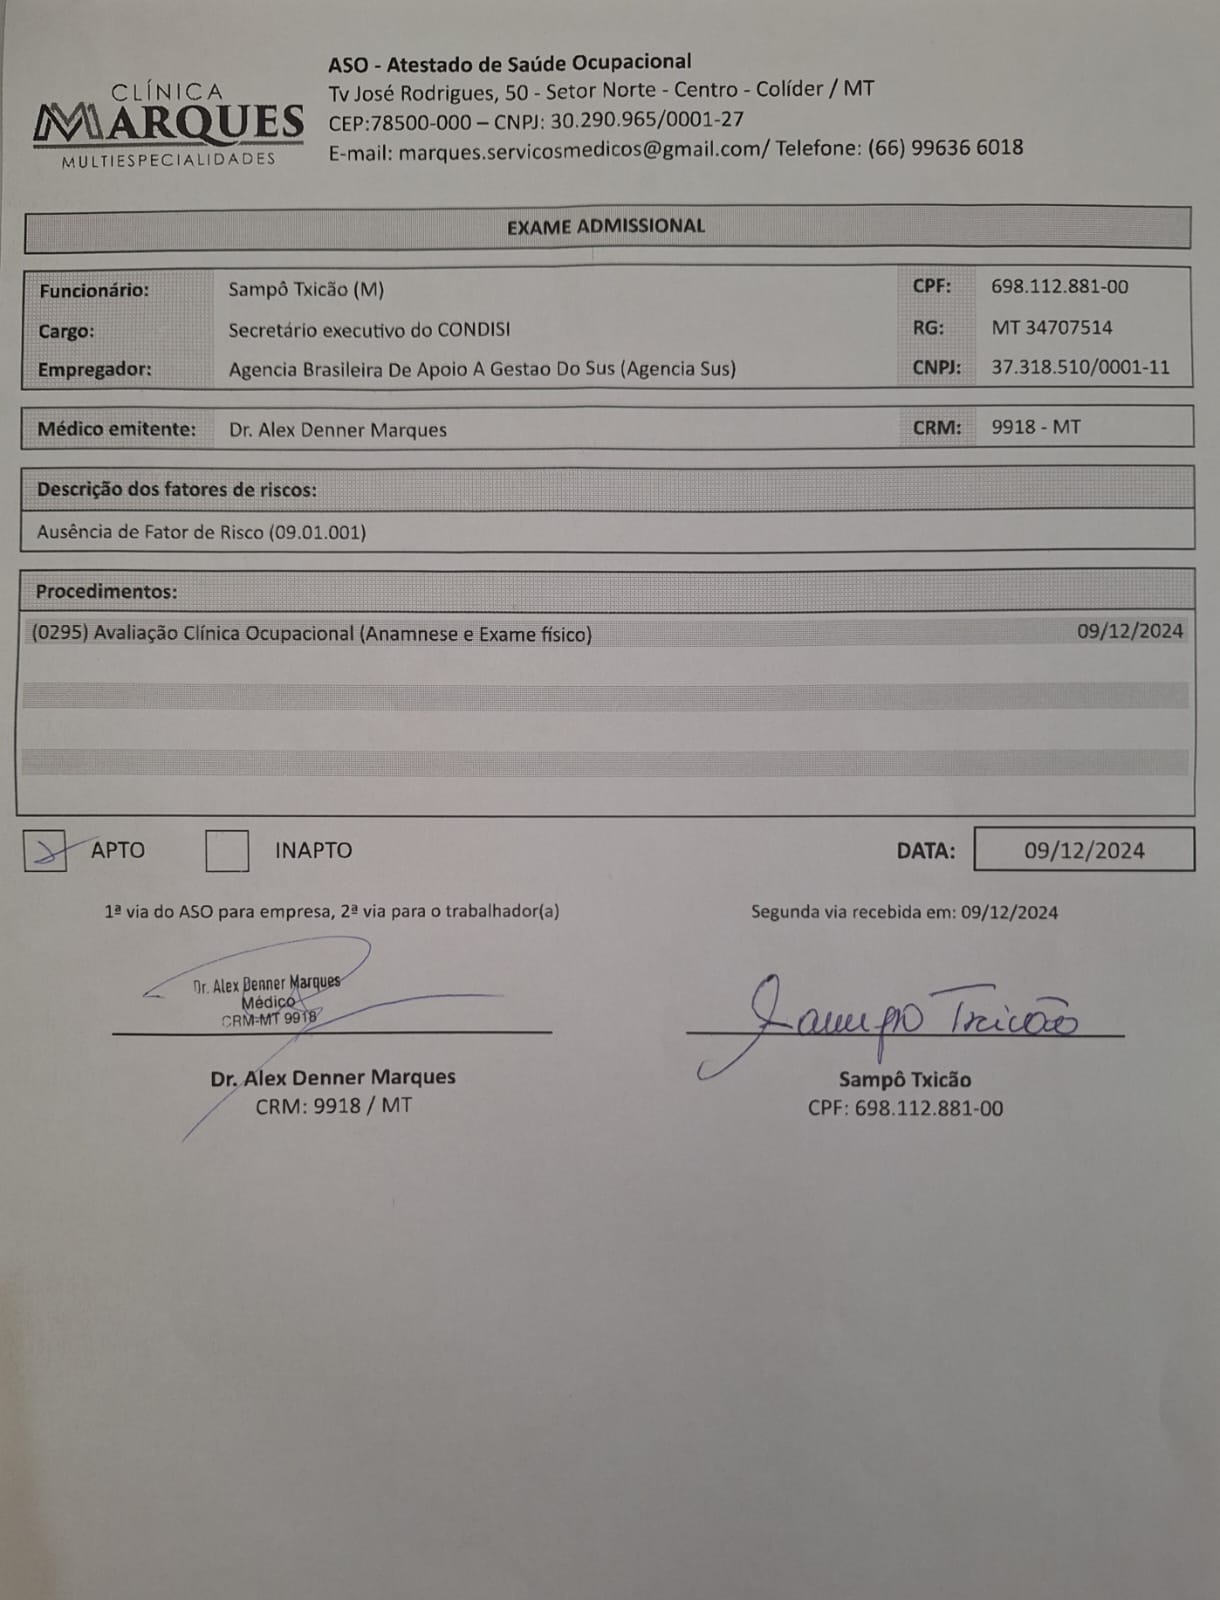 CLÍNICA
MARQUES
MULTIESPECIALIDADES
ASO - Atestado de Saúde Ocupacional
Tv José Rodrigues, 50 - Setor Norte - Centro - Colíder / MT
CEP:78500-000 – CNPJ: 30.290.965/0001-27
E-mail: marques.servicosmedicos@gmail.com/ Telefone: (66) 99636 6018
EXAME ADMISSIONAL
Funcionário: Sampô Txicão (M) CPF: 698.112.881-00
Cargo: Secretário executivo do CONDISI RG: MT 34707514
Empregador: Agencia Brasileira De Apoio A Gestao Do Sus (Agencia Sus) CNPJ: 37.318.510/0001-11
Médico emitente: Dr. Alex Denner Marques CRM: 9918 - MT
Descrição dos fatores de riscos:
Ausência de Fator de Risco (09.01.001)
Procedimentos:
(0295) Avaliação Clínica Ocupacional (Anamnese e Exame físico) 09/12/2024
APTO INAPTO DATA: 09/12/2024
1ª via do ASO para empresa, 2ª via para o trabalhador(a) Segunda via recebida em: 09/12/2024
Dr. Alex Denner Marques
Médico
CRM-MT 9918
Sampo Txicão
Dr. Alex Denner Marques
CRM: 9918 / MT
Sampô Txicão
CPF: 698.112.881-00